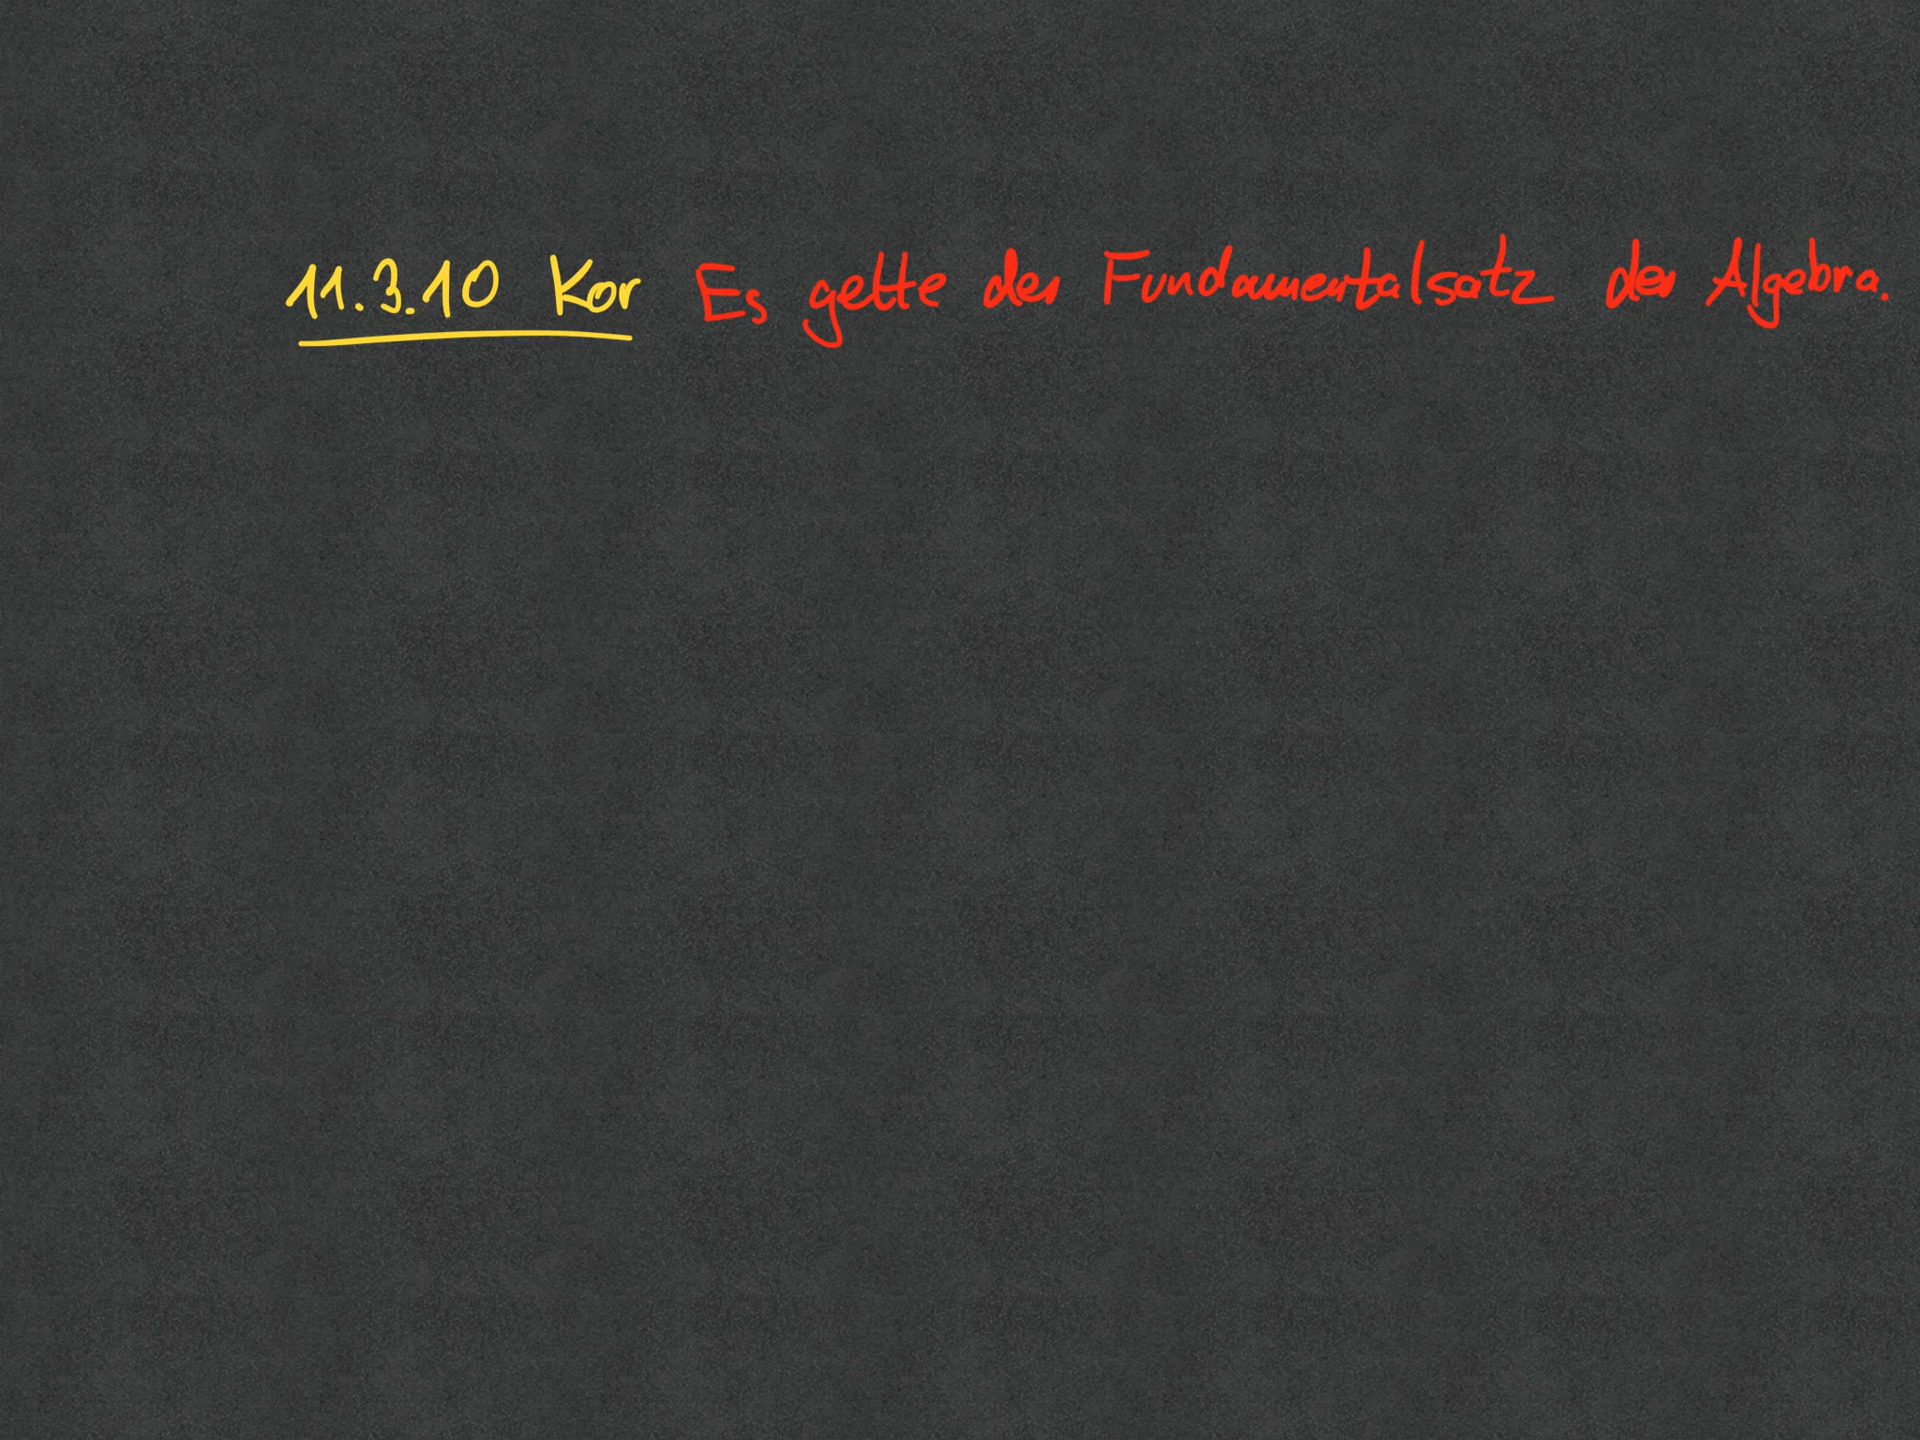 11.3.10 Kor Es gelte der Fundamentalsatz der Algebra.